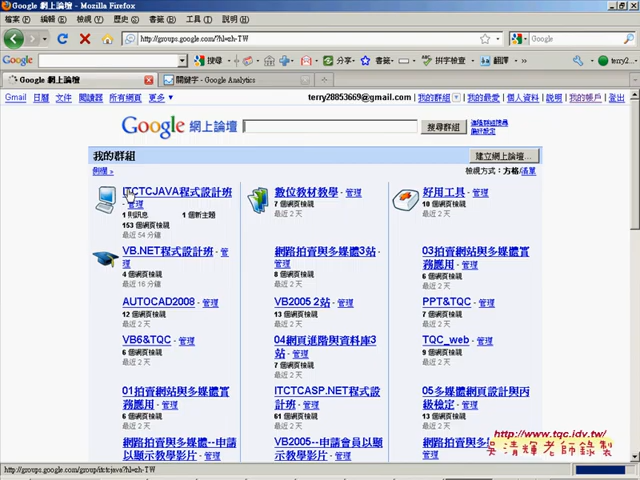 Google 網上論壇 - Mozilla Firefox
檔案(F) 編輯(E) 檢視(V) 歷史(S) 書籤(B) 工具(T) 說明(H)
http://groups.google.com/?hl=zh-TW
Google
Google 搜尋 分享 書籤 拼字檢查 翻譯 terry2...
Google 網上論壇 關鍵字 - Google Analytics
Gmail 日曆 文件 閱讀器 所有網頁 更多
terry28853669@gmail.com | 我的群組 | 我的最愛 | 個人資料 | 說明 | 我的帳戶 | 登出
Google 網上論壇
搜尋群組
進階群組搜尋
偏好設定
我的群組
建立網上論壇...
檢視方式：方格/清單
ITCTCJAVA程式設計班 - 管理
1 個新主題
153 個網頁檢視
最近 54 分鐘
數位教材教學 - 管理
7 個網頁檢視
最近 2 天
好用工具 - 管理
10 個網頁檢視
最近 2 天
VB.NET程式設計班 - 管理
4 個網頁檢視
最近 16 分鐘
網路拍賣與多媒體3站 - 管理
8 個網頁檢視
最近 2 天
03拍賣網站與多媒體實務應用 - 管理
6 個網頁檢視
最近 2 天
AUTOCAD2008 - 管理
12 個網頁檢視
最近 2 天
VB2005 2站 - 管理
13 個網頁檢視
最近 2 天
PPT&TQC - 管理
10 個網頁檢視
最近 2 天
VB6&TQC - 管理
6 個網頁檢視
最近 2 天
04網頁進階與資料庫3站 - 管理
7 個網頁檢視
最近 2 天
TQC_web - 管理
9 個網頁檢視
最近 2 天
01拍賣網站與多媒體實務應用 - 管理
6 個網頁檢視
最近 2 天
ITCTCASP.NET程式設計班 - 管理
61 個網頁檢視
最近 2 天
05多媒體網頁設計與丙級檢定 - 管理
2 個網頁檢視
最近 2 天
網路拍賣與多媒體--申請
以顯示教學影片 - 管理
VB2005--申請會員以顯
示教學影片 - 管理
網路拍賣與多媒體
http://www.tqc.idv.tw/
吳清輝老師錄製
http://groups.google.com/group/itctcjava?hl=zh-TW